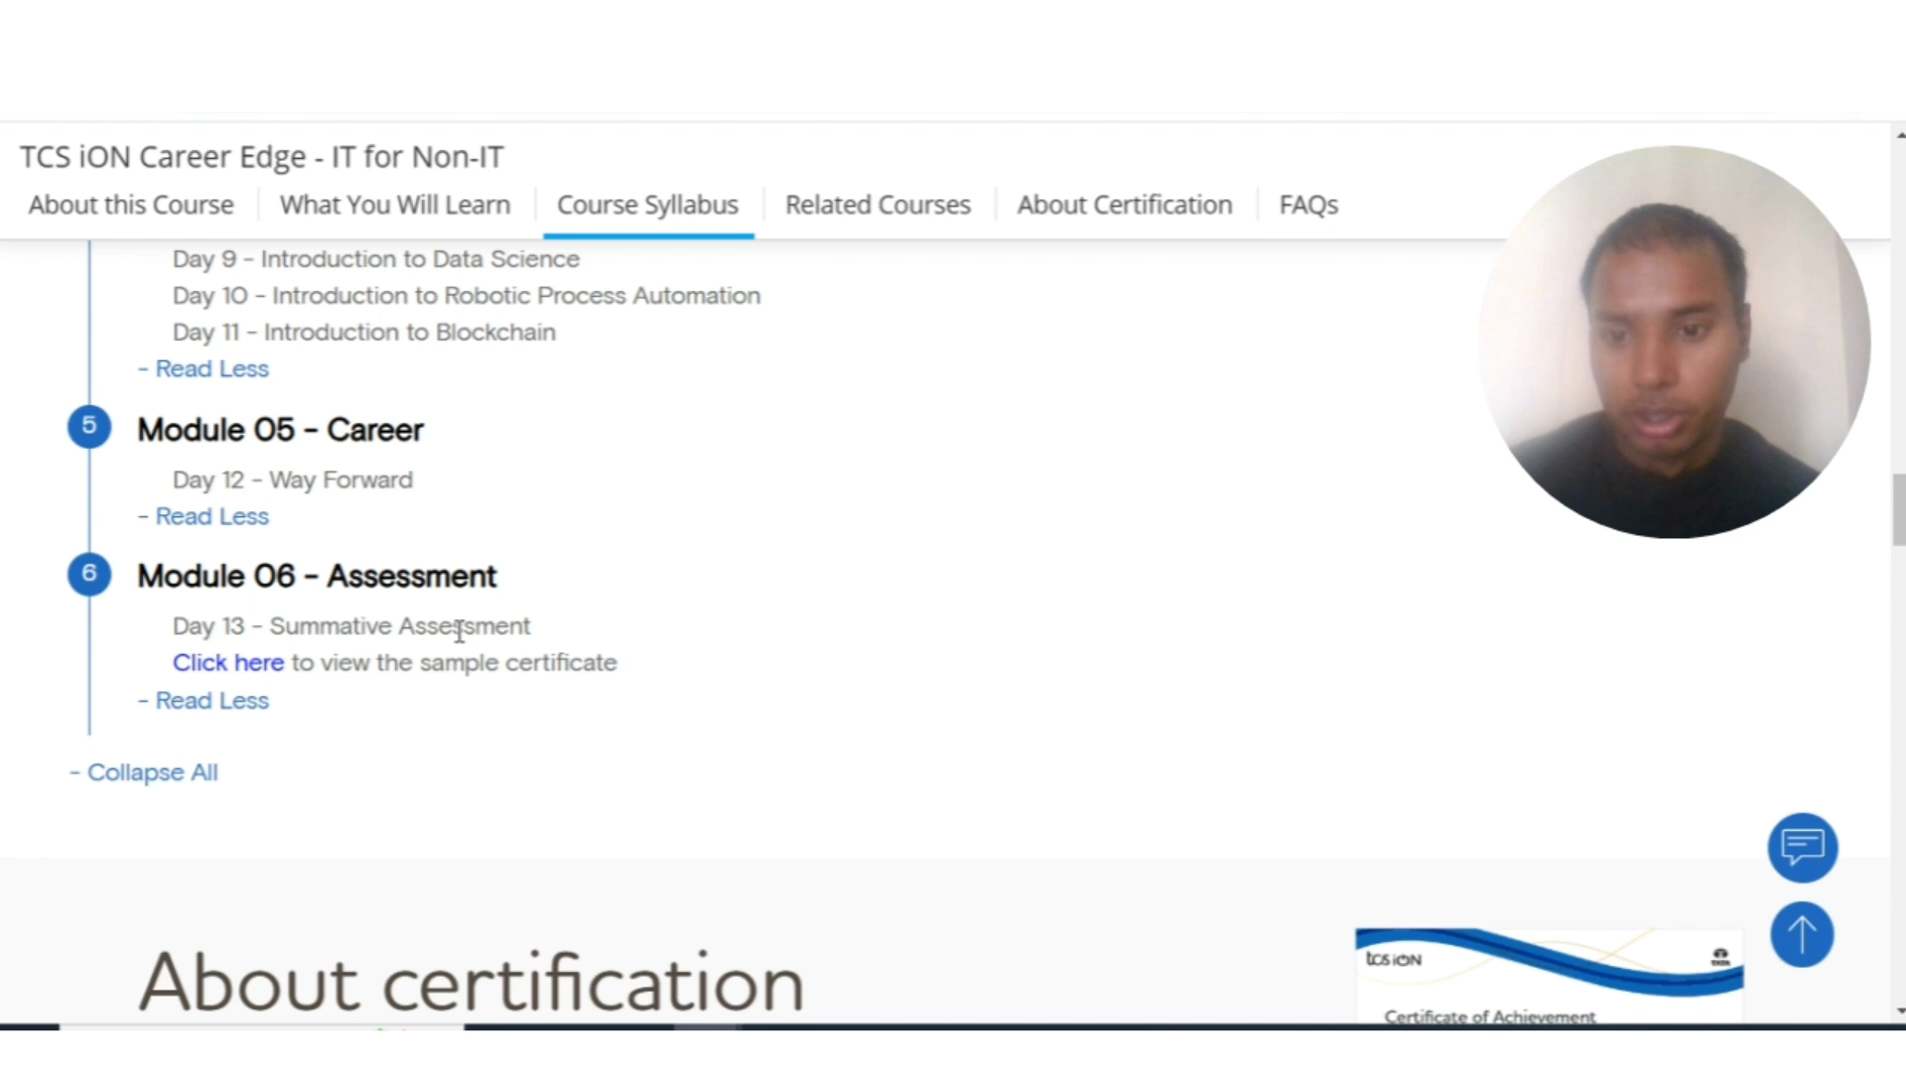 TCS iON Career Edge - IT for Non-IT
About this Course
What You Will Learn
Course Syllabus
Related Courses
About Certification
FAQs
Day 9 - Introduction to Data Science
Day 10 - Introduction to Robotic Process Automation
Day 11 - Introduction to Blockchain
- Read Less
5
Module 05 - Career
Day 12 - Way Forward
- Read Less
6
Module 06 - Assessment
Day 13 - Summative Assessment
Click here to view the sample certificate
- Read Less
- Collapse All
About certification
tcs iON
TATA
Certificate of Achievement